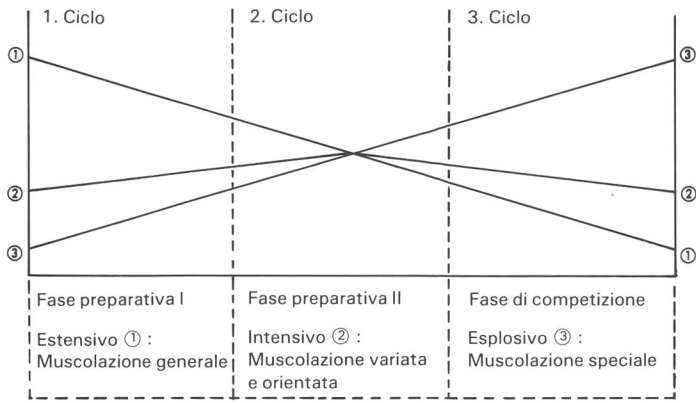 1. Ciclo
2. Ciclo
3. Ciclo
①
②
③
③
②
①
Fase preparativa I
Estensivo ① :
Muscolazione generale
Fase preparativa II
Intensivo ② :
Muscolazione variata
e orientata
Fase di competizione
Esplosivo ③ :
Muscolazione speciale